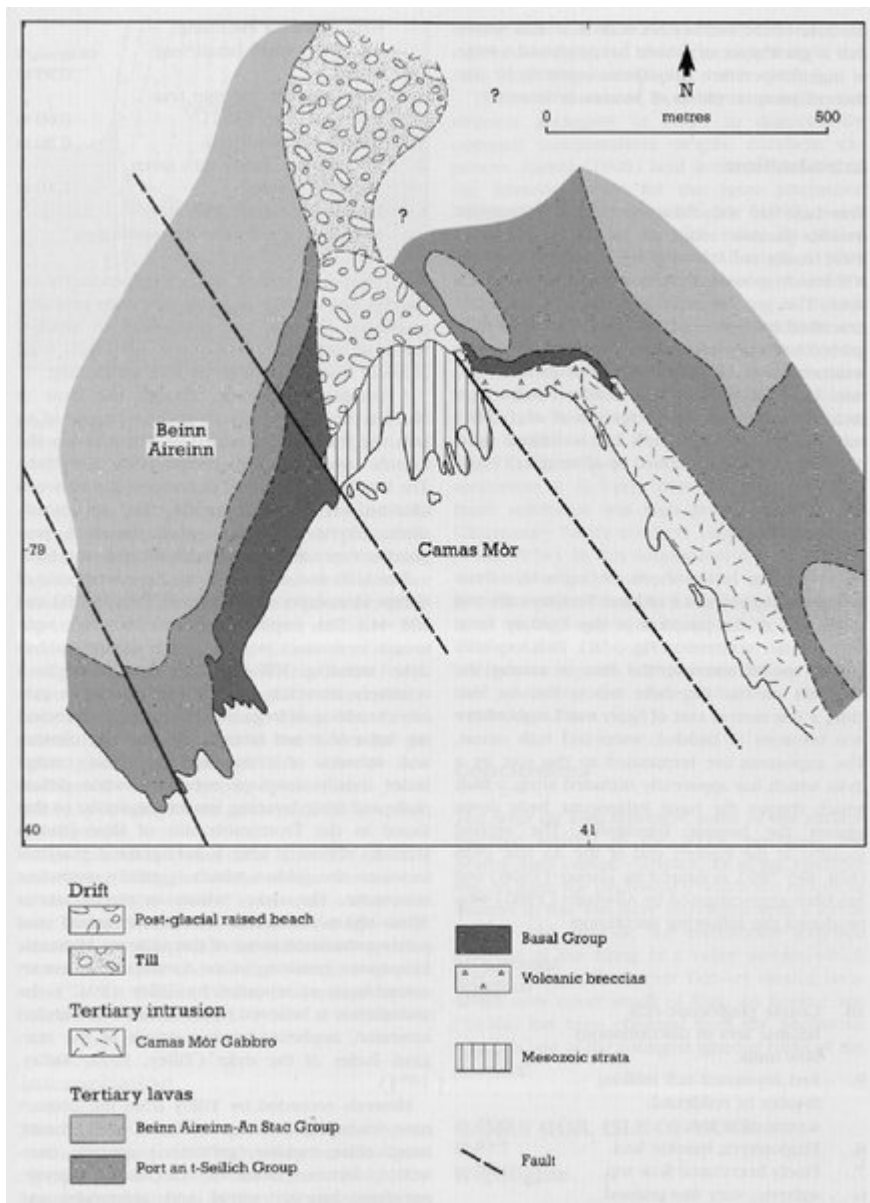 ?
N
0 metres 500
?
Beinn
Aireinn
Camas Mòr
79
40
41
Drift
Post-glacial raised beach
Till
Tertiary intrusion
Camas Mòr Gabbro
Tertiary lavas
Beinn Aireinn-An Stac Group
Port an t-Seilich Group
Basal Group
Volcanic breccias
Mesozoic strata
Fault